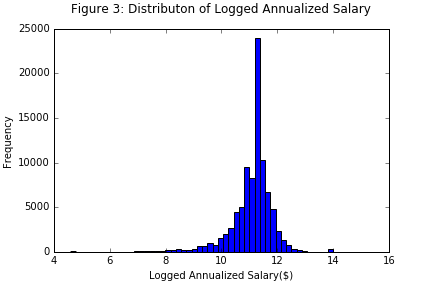 Figure 3: Distributon of Logged Annualized Salary
25000
20000
15000
10000
5000
0
Frequency
4 6 8 10 12 14 16
Logged Annualized Salary($)